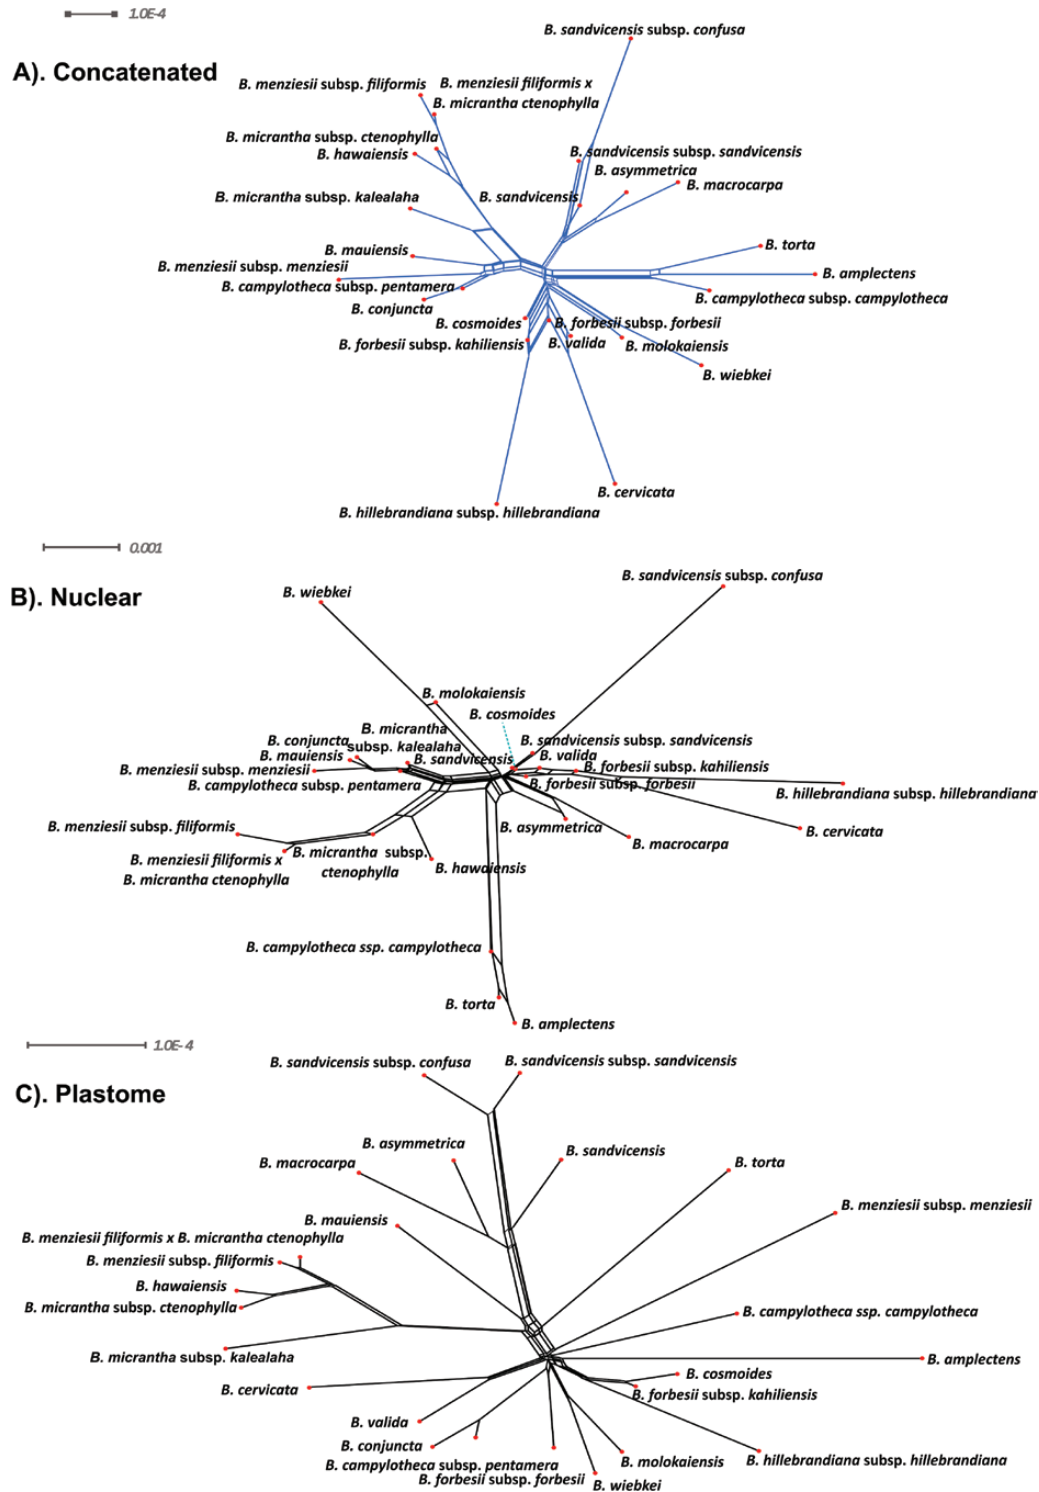 1.0E-4
A). Concatenated
B. sandvicensis subsp. confusa
B. menziesii subsp. filiformis
B. menziesii filiformis x
B. micrantha ctenophylla
B. micrantha subsp. ctenophylla
B. hawaiensis
B. sandvicensis subsp. sandvicensis
B. asymmetrica
B. macrocarpa
B. micrantha subsp. kalealaha
B. sandvicensis
B. mauiensis
B. torta
B. menziesii subsp. menziesii
B. amplectens
B. campylotheca subsp. pentamera
B. campylotheca subsp. campylotheca
B. conjuncta
B. cosmoides
B. forbesii subsp. forbesii
B. forbesii subsp. kahiliensis
B. valida
B. molokaiensis
B. wiebkei
B. cervicata
B. hillebrandiana subsp. hillebrandiana
0.001
B). Nuclear
B. sandvicensis subsp. confusa
B. wiebkei
B. molokaiensis
B. cosmoides
B. micrantha
subsp. kalealaha
B. conjuncta
B. sandvicensis subsp. sandvicensis
B. mauiensis
B. sandvicensis
B. valida
B. menziesii subsp. menziesii
B. forbesii subsp. kahiliensis
B. campylotheca subsp. pentamera
B. forbesii subsp. forbesii
B. hillebrandiana subsp. hillebrandiana
B. menziesii subsp. filiformis
B. asymmetrica
B. cervicata
B. macrocarpa
B. menziesii filiformis x
B. micrantha ctenophylla
B. micrantha subsp.
ctenophylla
B. hawaiensis
B. campylotheca ssp. campylotheca
B. torta
B. amplectens
1.0E-4
C). Plastome
B. sandvicensis subsp. confusa
B. sandvicensis subsp. sandvicensis
B. asymmetrica
B. sandvicensis
B. macrocarpa
B. torta
B. menziesii subsp. menziesii
B. mauiensis
B. menziesii filiformis x B. micrantha ctenophylla
B. menziesii subsp. filiformis
B. hawaiensis
B. micrantha subsp. ctenophylla
B. campylotheca ssp. campylotheca
B. micrantha subsp. kalealaha
B. amplectens
B. cosmoides
B. cervicata
B. forbesii subsp. kahiliensis
B. valida
B. conjuncta
B. campylotheca subsp. pentamera
B. molokaiensis
B. hillebrandiana subsp. hillebrandiana
B. forbesii subsp. forbesii
B. wiebkei